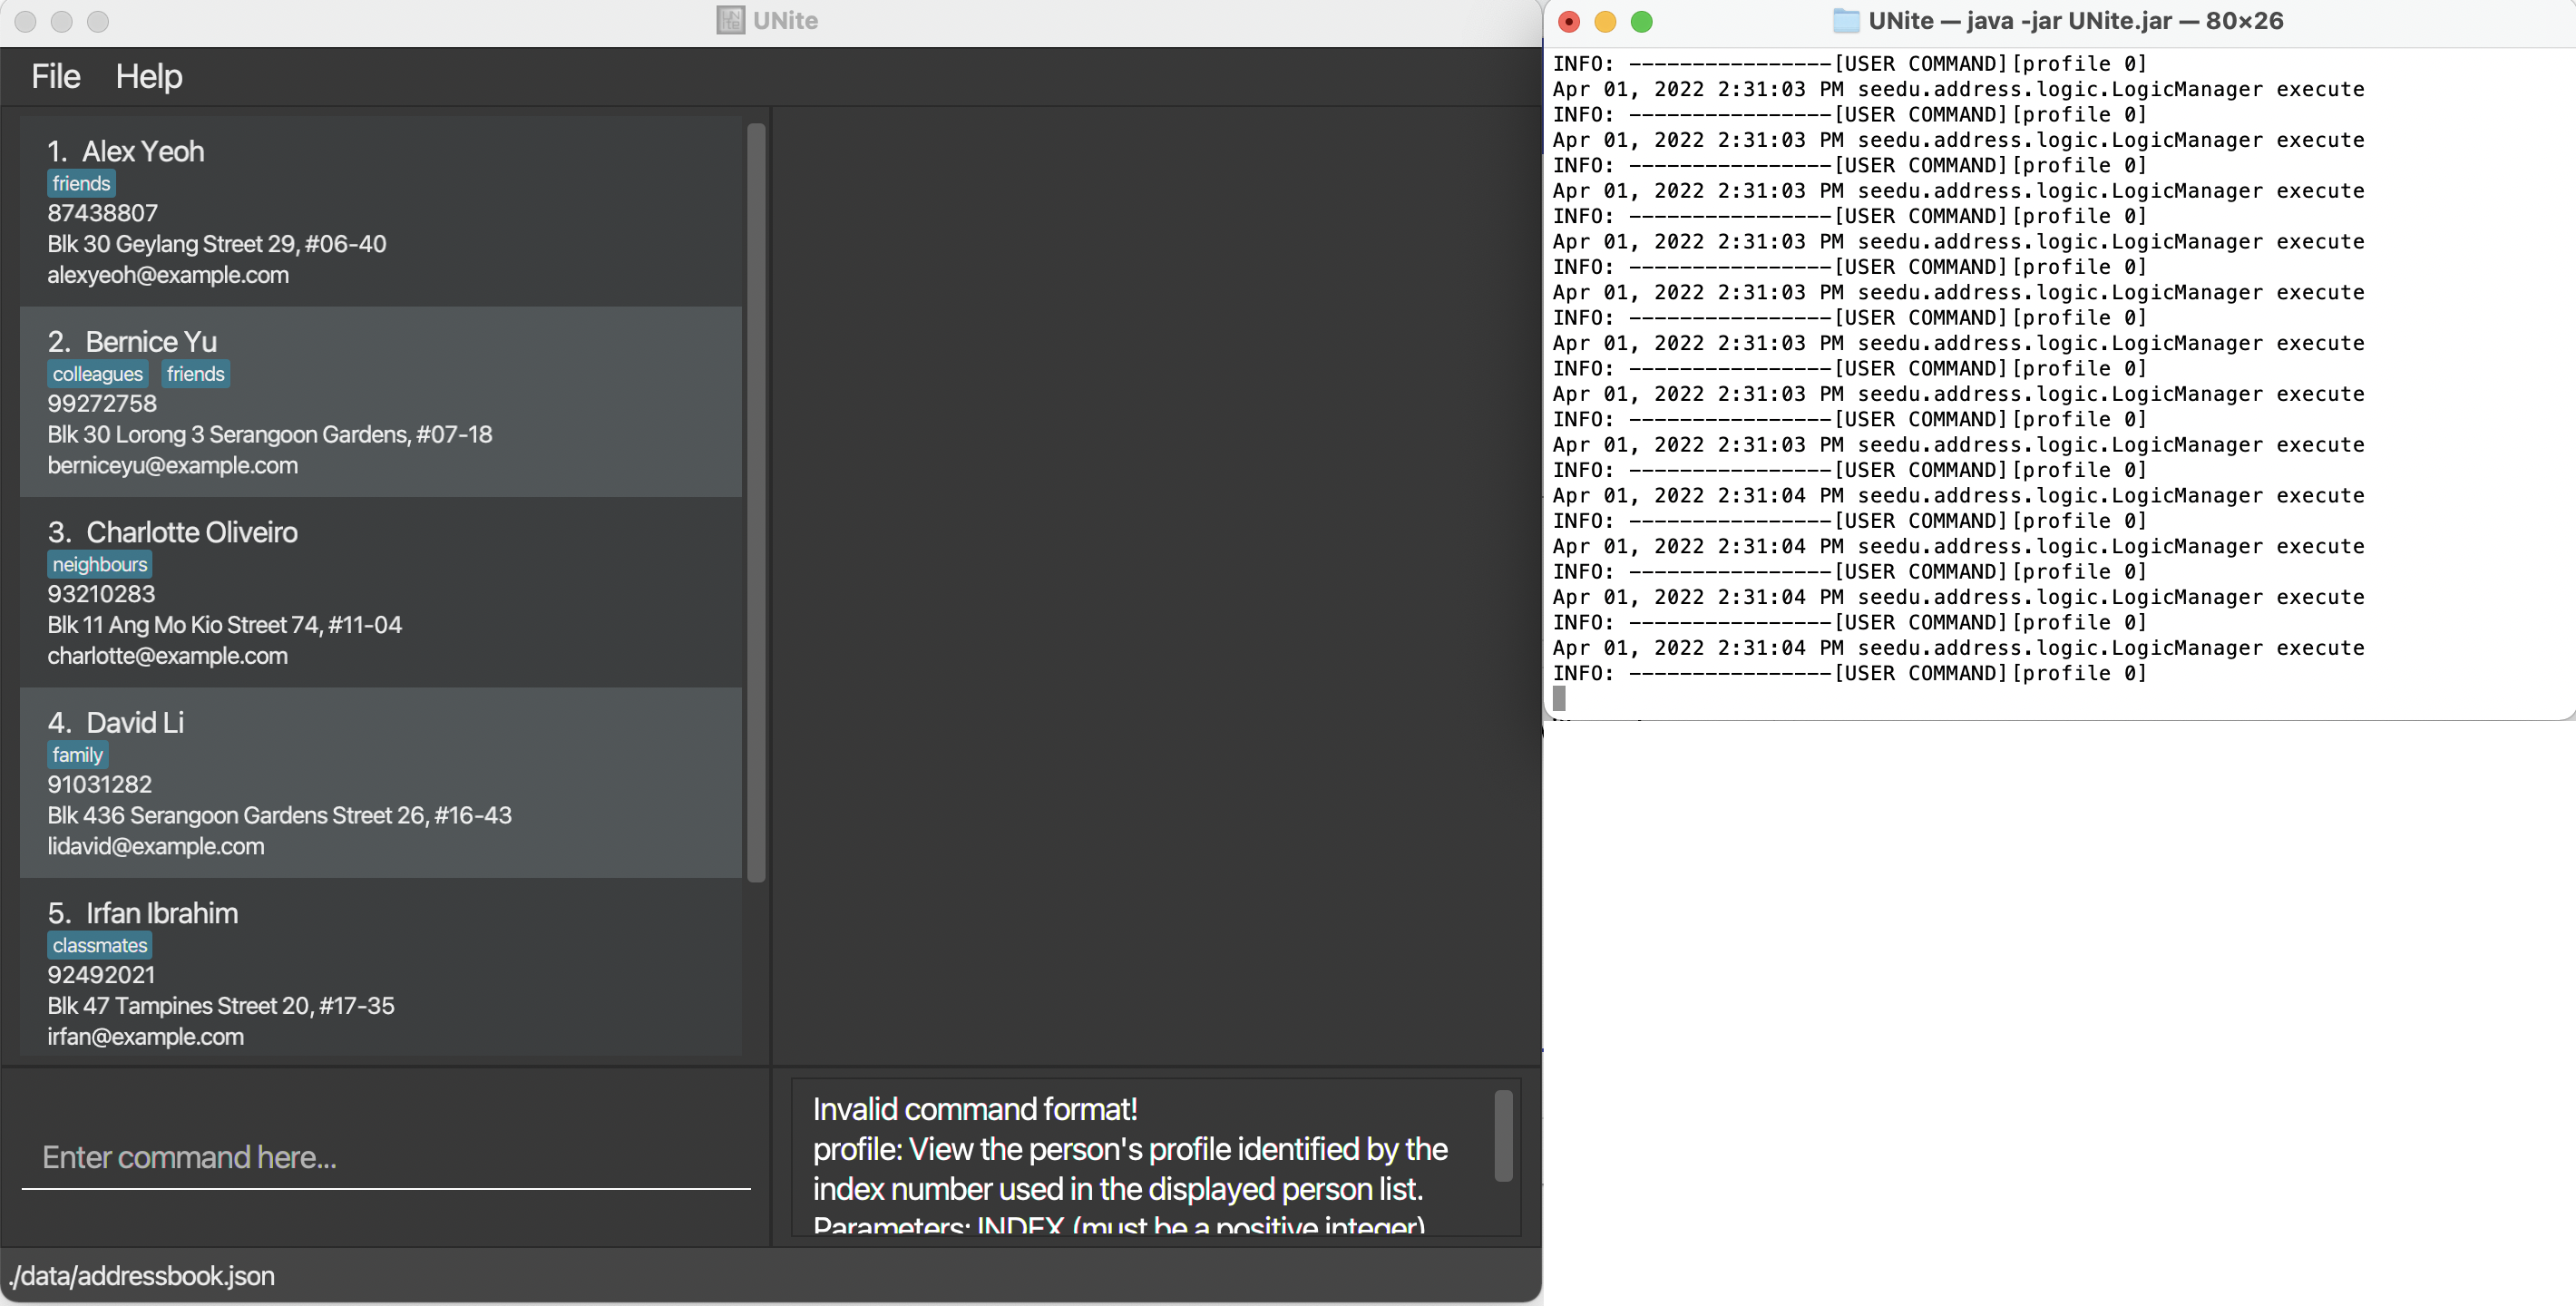 UNite
File Help
1. Alex Yeoh
friends
87438807
Blk 30 Geylang Street 29, #06-40
alexyeoh@example.com
2. Bernice Yu
colleagues friends
99272758
Blk 30 Lorong 3 Serangoon Gardens, #07-18
berniceyu@example.com
3. Charlotte Oliveiro
neighbours
93210283
Blk 11 Ang Mo Kio Street 74, #11-04
charlotte@example.com
4. David Li
family
91031282
Blk 436 Serangoon Gardens Street 26, #16-43
lidavid@example.com
5. Irfan Ibrahim
classmates
92492021
Blk 47 Tampines Street 20, #17-35
irfan@example.com
Enter command here...
Invalid command format!
profile: View the person's profile identified by the
index number used in the displayed person list.
Parameters: INDEX (must be a positive integer)
./data/addressbook.json
UNite — java -jar UNite.jar — 80×26
INFO: ----------------[USER COMMAND][profile 0]
Apr 01, 2022 2:31:03 PM seedu.address.logic.LogicManager execute
INFO: ----------------[USER COMMAND][profile 0]
Apr 01, 2022 2:31:03 PM seedu.address.logic.LogicManager execute
INFO: ----------------[USER COMMAND][profile 0]
Apr 01, 2022 2:31:03 PM seedu.address.logic.LogicManager execute
INFO: ----------------[USER COMMAND][profile 0]
Apr 01, 2022 2:31:03 PM seedu.address.logic.LogicManager execute
INFO: ----------------[USER COMMAND][profile 0]
Apr 01, 2022 2:31:03 PM seedu.address.logic.LogicManager execute
INFO: ----------------[USER COMMAND][profile 0]
Apr 01, 2022 2:31:03 PM seedu.address.logic.LogicManager execute
INFO: ----------------[USER COMMAND][profile 0]
Apr 01, 2022 2:31:03 PM seedu.address.logic.LogicManager execute
INFO: ----------------[USER COMMAND][profile 0]
Apr 01, 2022 2:31:03 PM seedu.address.logic.LogicManager execute
INFO: ----------------[USER COMMAND][profile 0]
Apr 01, 2022 2:31:04 PM seedu.address.logic.LogicManager execute
INFO: ----------------[USER COMMAND][profile 0]
Apr 01, 2022 2:31:04 PM seedu.address.logic.LogicManager execute
INFO: ----------------[USER COMMAND][profile 0]
Apr 01, 2022 2:31:04 PM seedu.address.logic.LogicManager execute
INFO: ----------------[USER COMMAND][profile 0]
Apr 01, 2022 2:31:04 PM seedu.address.logic.LogicManager execute
INFO: ----------------[USER COMMAND][profile 0]